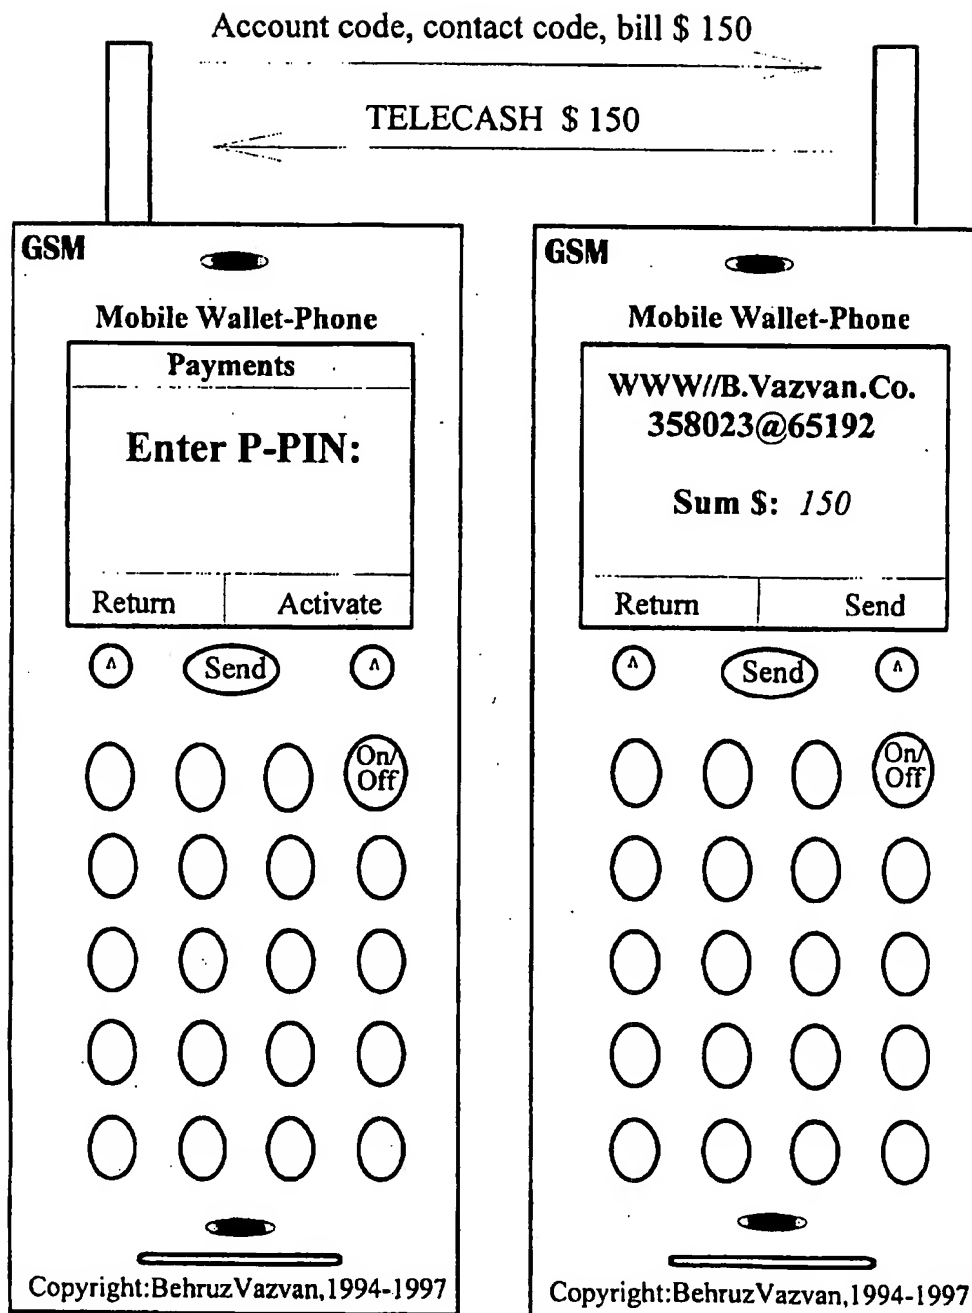 Account code, contact code, bill $ 150
TELECASH $ 150
GSM
Mobile Wallet-Phone
Payments
Enter P-PIN:
Return Activate
^ Send ^
On/
Off
Copyright:BehruzVazvan,1994-1997
GSM
Mobile Wallet-Phone
WWW//B.Vazvan.Co.
358023@65192
Sum $: 150
Return Send
^ Send ^
On/
Off
Copyright:BehruzVazvan,1994-1997